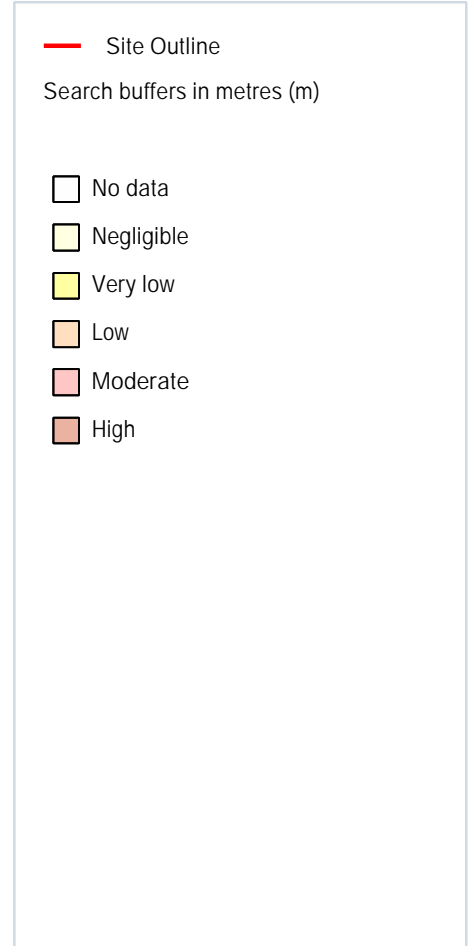 Site Outline
Search buffers in metres (m)
No data
Negligible
Very low
Low
Moderate
High